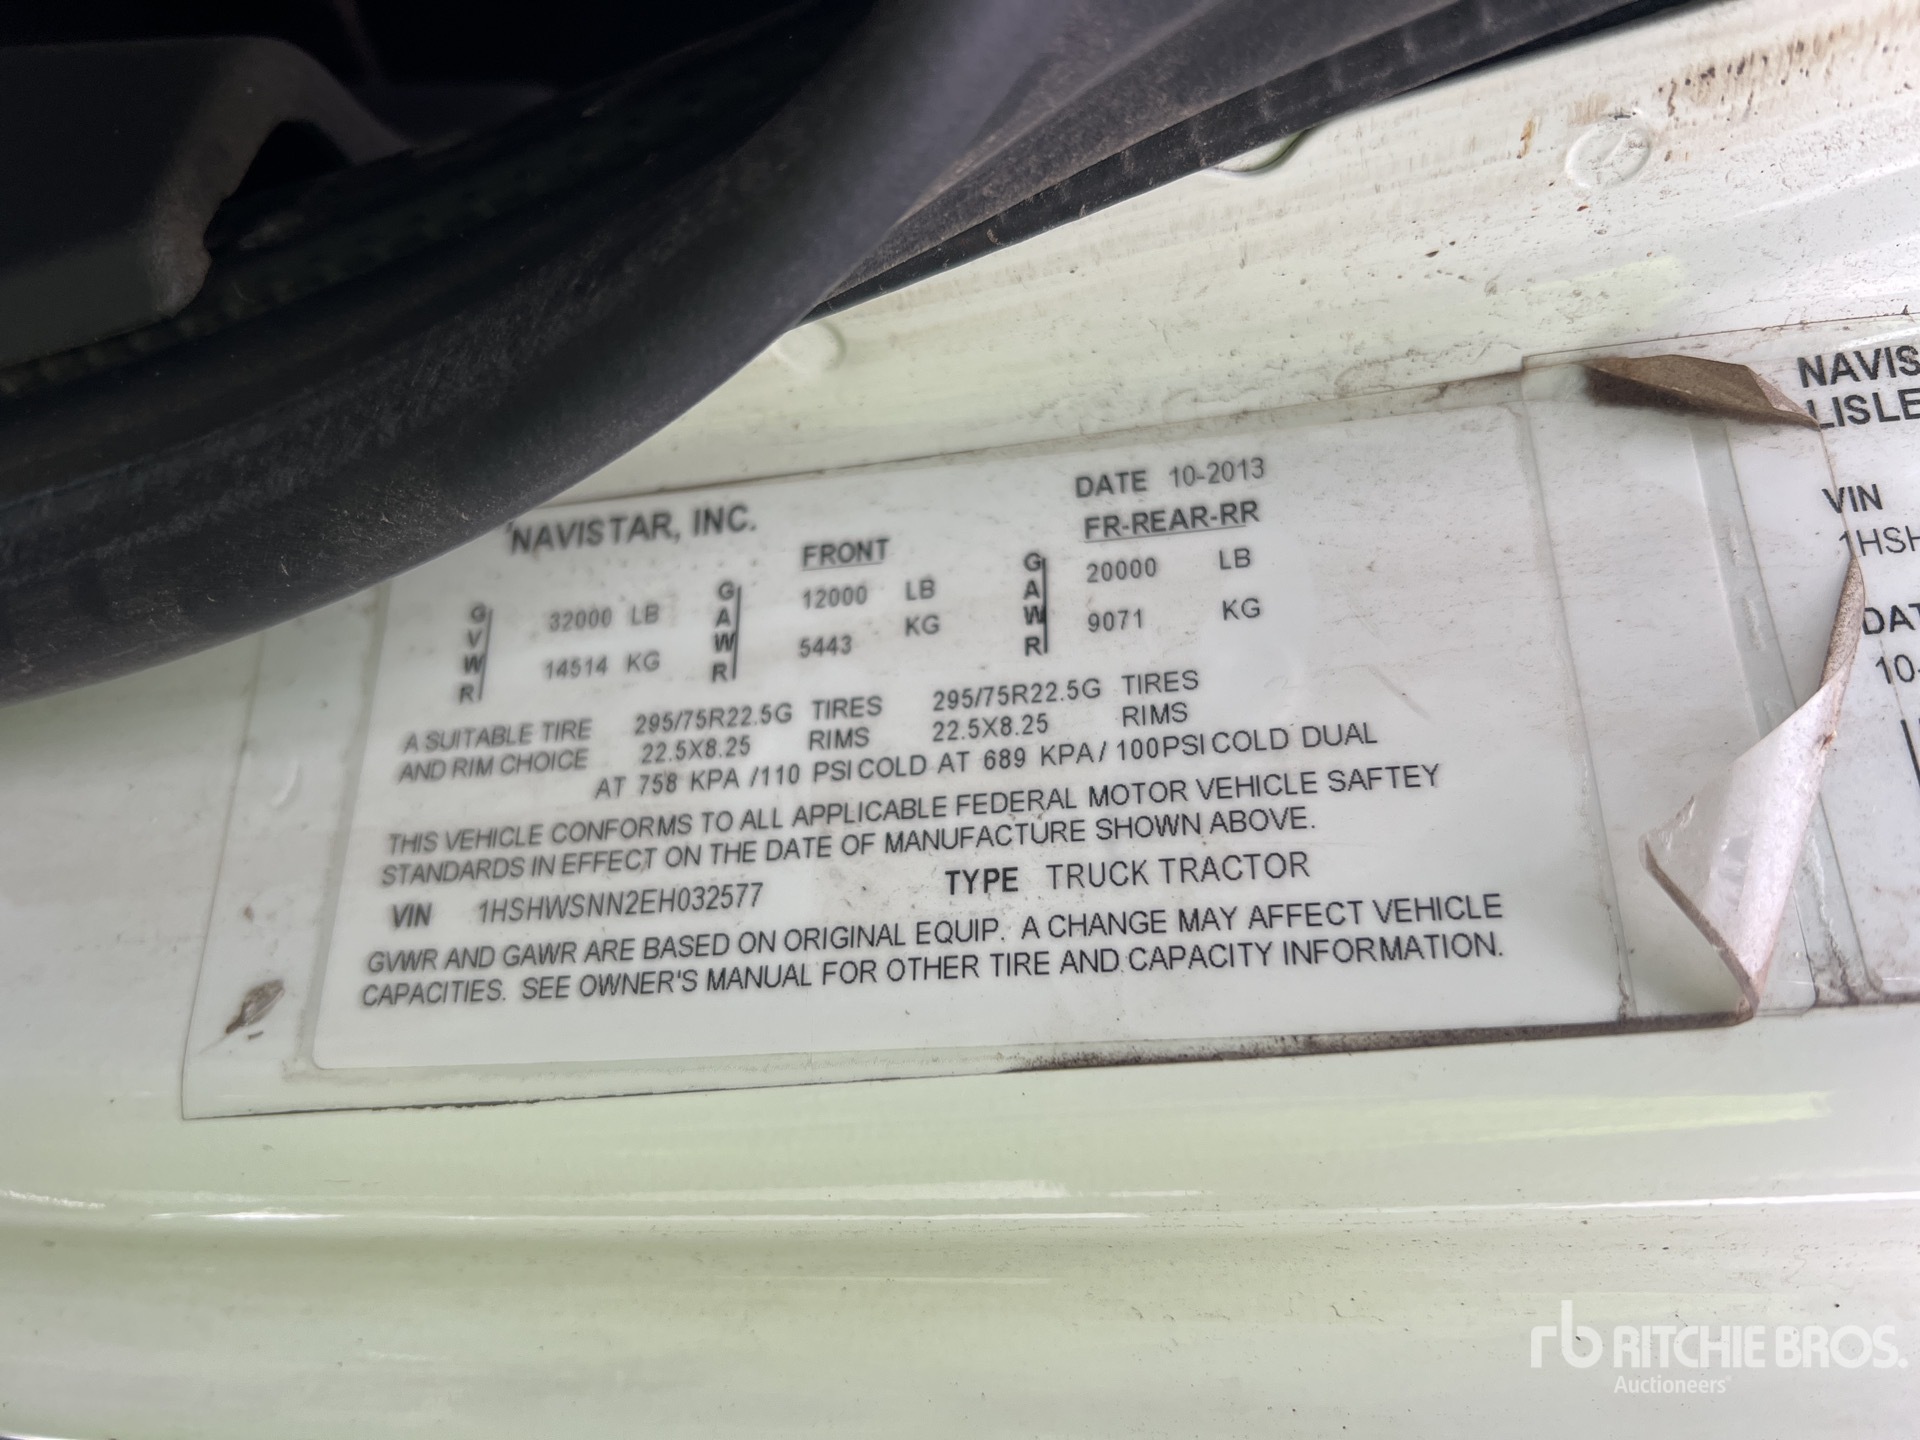 NAVISTAR, INC.
DATE 10-2013
FRONT
FR-REAR-RR
GVWR 32000 LB
14514 KG
GAWR 12000 LB
5443 KG
GAWR 20000 LB
9071 KG
A SUITABLE TIRE 295/75R22.5G TIRES 295/75R22.5G TIRES
AND RIM CHOICE 22.5X8.25 RIMS 22.5X8.25 RIMS
AT 758 KPA /110 PSI COLD AT 689 KPA / 100PSI COLD DUAL
THIS VEHICLE CONFORMS TO ALL APPLICABLE FEDERAL MOTOR VEHICLE SAFTEY
STANDARDS IN EFFECT ON THE DATE OF MANUFACTURE SHOWN ABOVE.
VIN 1HSHWSNN2EH032577 TYPE TRUCK TRACTOR
GVWR AND GAWR ARE BASED ON ORIGINAL EQUIP. A CHANGE MAY AFFECT VEHICLE
CAPACITIES. SEE OWNER'S MANUAL FOR OTHER TIRE AND CAPACITY INFORMATION.
NAVIS
LISLE
VIN
1HSH
DAT
10-
rb RITCHIE BROS.
Auctioneers